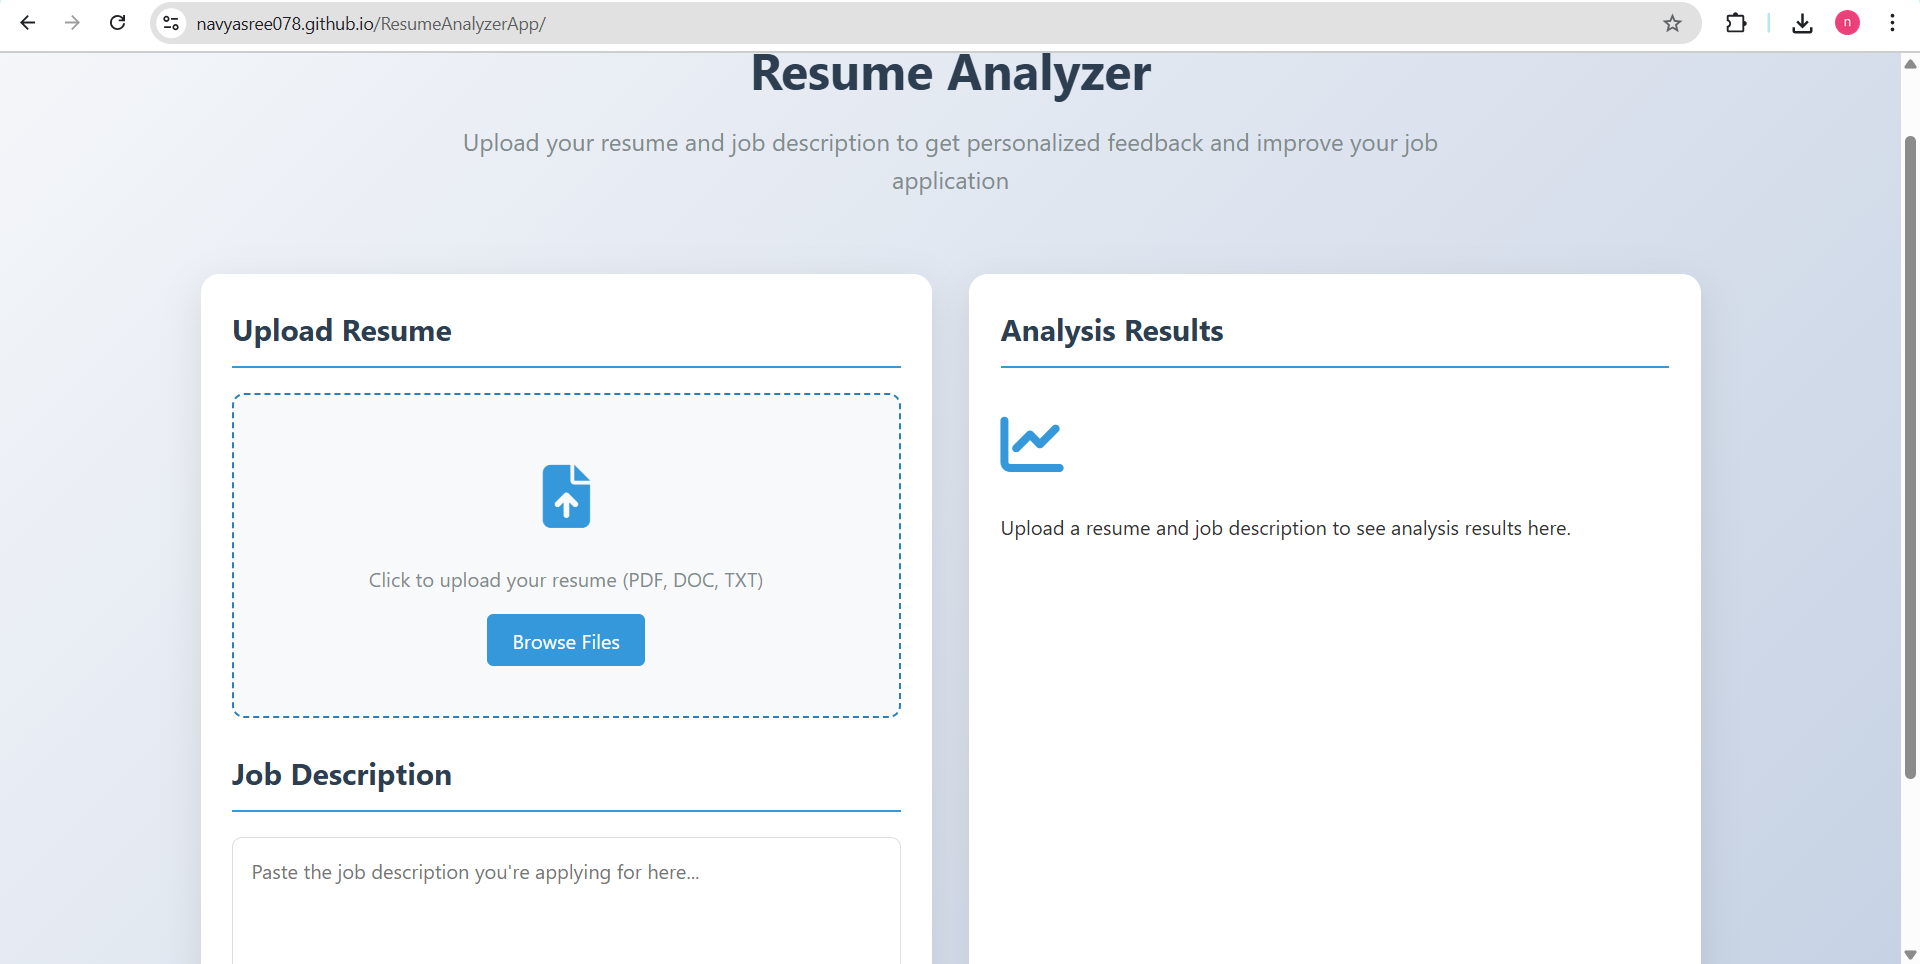 navyasree078.github.io/ResumeAnalyzerApp/
n
Resume Analyzer
Upload your resume and job description to get personalized feedback and improve your job
application
Upload Resume
Click to upload your resume (PDF, DOC, TXT)
Browse Files
Job Description
Paste the job description you're applying for here...
Analysis Results
Upload a resume and job description to see analysis results here.